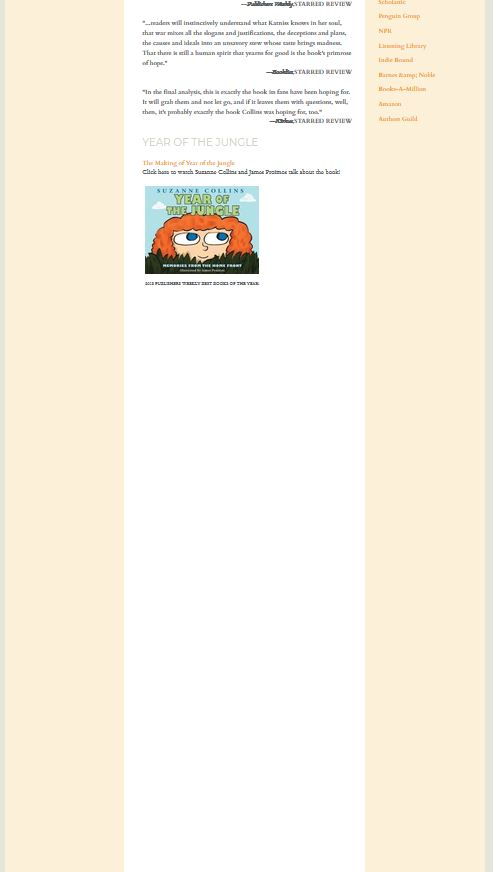 —Publishers Weekly, STARRED REVIEW
"...readers will instinctively understand what Katniss knows in her soul,
that war mixes all the slogans and justifications, the deceptions and plans,
the causes and ideals into an unsavory stew whose taste brings madness.
That there is still a human spirit that yearns for good is the book's primrose
of hope."
—Booklist, STARRED REVIEW
"In the final analysis, this is exactly the book its fans have been hoping for.
It will grab them and not let go, and if it leaves them with questions, well,
then, it's probably exactly the book Collins was hoping for, too."
—Kirkus, STARRED REVIEW
YEAR OF THE JUNGLE
The Making of Year of the Jungle
Click here to watch Suzanne Collins and James Proimos talk about the book!
SUZANNE COLLINS
YEAR OF
THE JUNGLE
MEMORIES FROM THE HOME FRONT
Illustrated by James Proimos
2013 PUBLISHERS WEEKLY BEST BOOKS OF THE YEAR
Scholastic
Penguin Group
NPR
Listening Library
Indie Bound
Barnes &amp; Noble
Books-A-Million
Amazon
Authors Guild